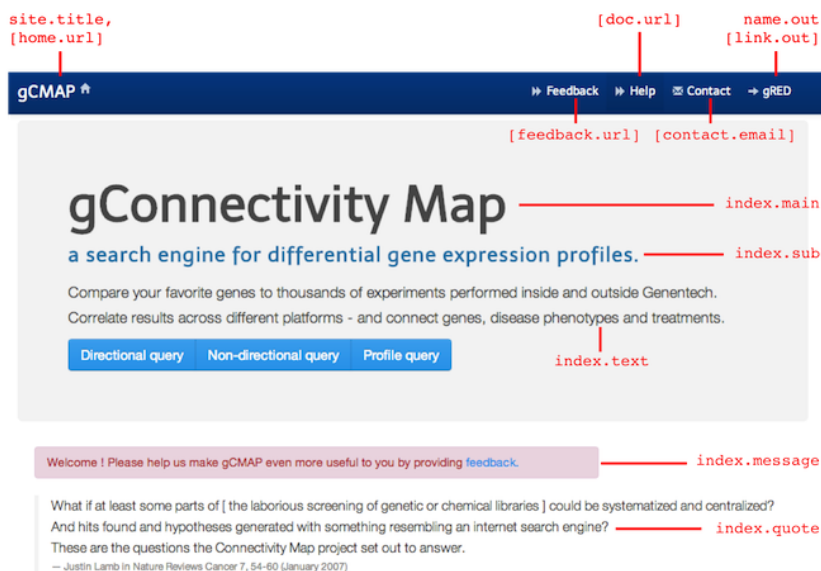 site.title, [doc.url] name.out
[home.url] [link.out]
gCMAP Feedback Help Contact gRED
[feedback.url] [contact.email]
gConnectivity Map index.main
a search engine for differential gene expression profiles. index.sub
Compare your favorite genes to thousands of experiments performed inside and outside Genentech.
Correlate results across different platforms - and connect genes, disease phenotypes and treatments.
Directional query Non-directional query Profile query
index.text
Welcome ! Please help us make gCMAP even more useful to you by providing feedback. index.message
What if at least some parts of [ the laborious screening of genetic or chemical libraries ] could be systematized and centralized?
And hits found and hypotheses generated with something resembling an internet search engine? index.quote
These are the questions the Connectivity Map project set out to answer.
— Justin Lamb in Nature Reviews Cancer 7, 54-60 (January 2007)